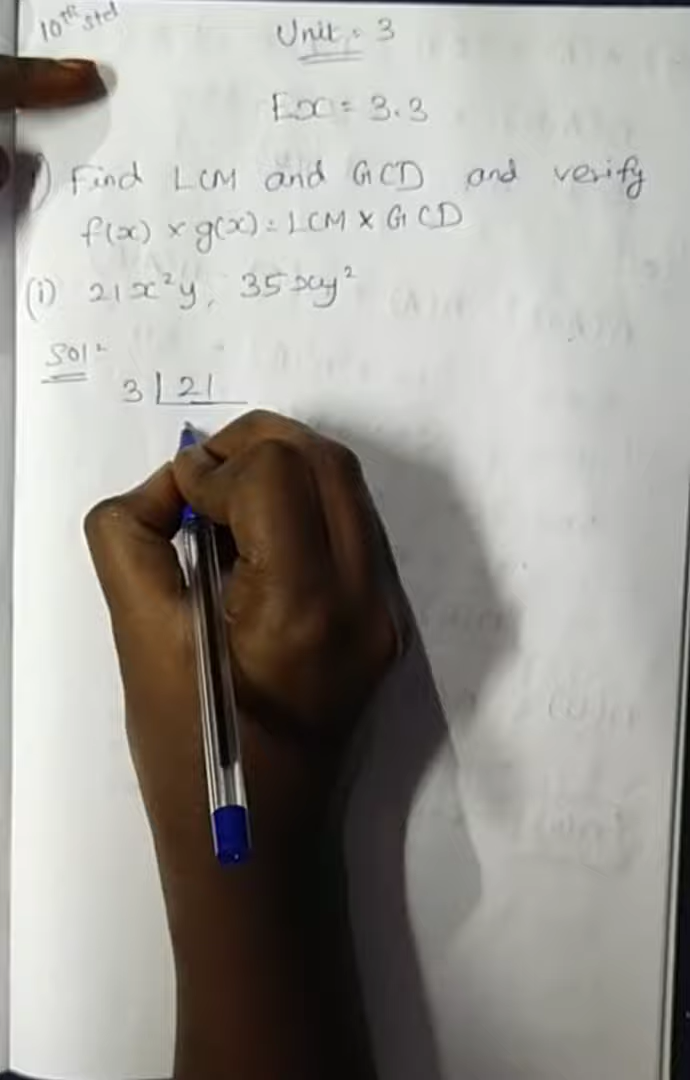 10th std
Unit: 3
Ex = 3.3
1) Find LCM and GCD and verify
f(x) x g(x) = LCM x GCD
(i) 21x²y, 35xy²
Sol:
3 | 21